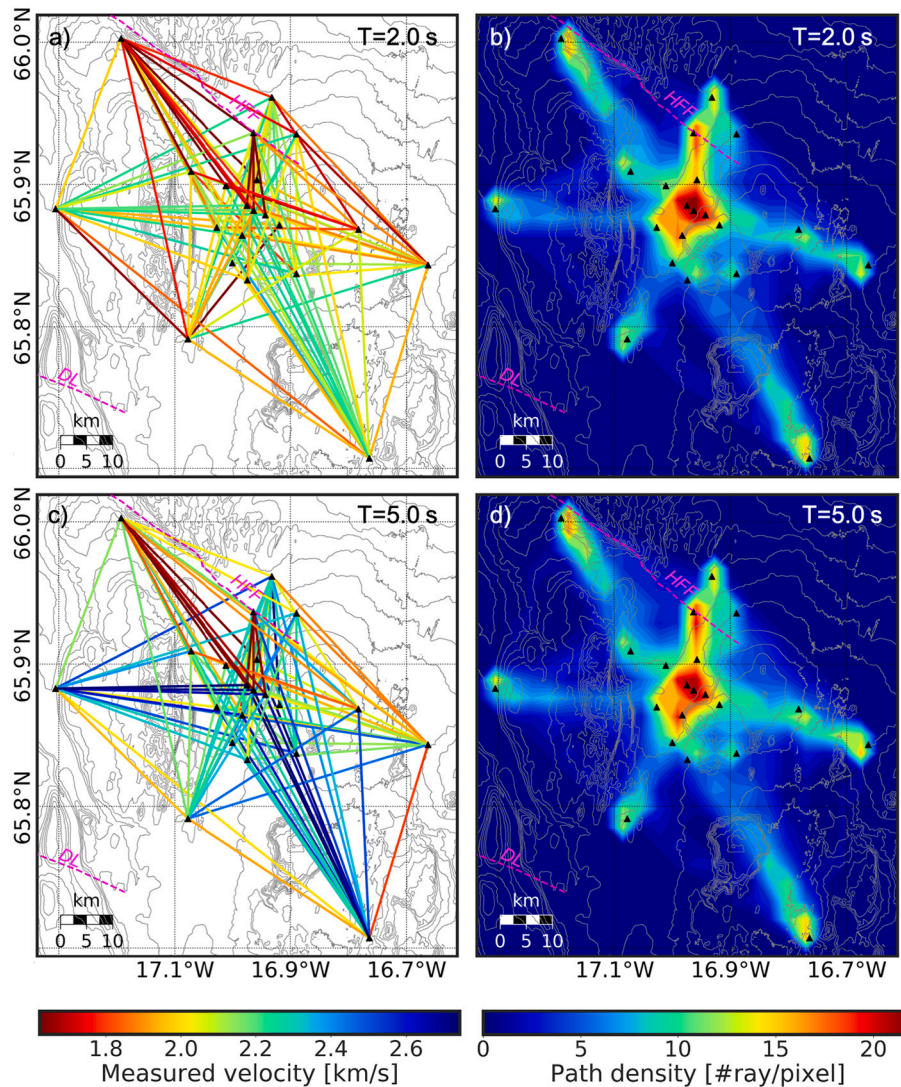 a)
T=2.0 s
b)
T=2.0 s
66.0°N
65.9°N
65.8°N
HFF
HFF
DL
DL
km
0 5 10
km
0 5 10
c)
T=5.0 s
d)
T=5.0 s
66.0°N
65.9°N
65.8°N
HFF
HFF
DL
DL
km
0 5 10
km
0 5 10
17.1°W 16.9°W 16.7°W
17.1°W 16.9°W 16.7°W
1.8 2.0 2.2 2.4 2.6
Measured velocity [km/s]
0 5 10 15 20
Path density [#ray/pixel]